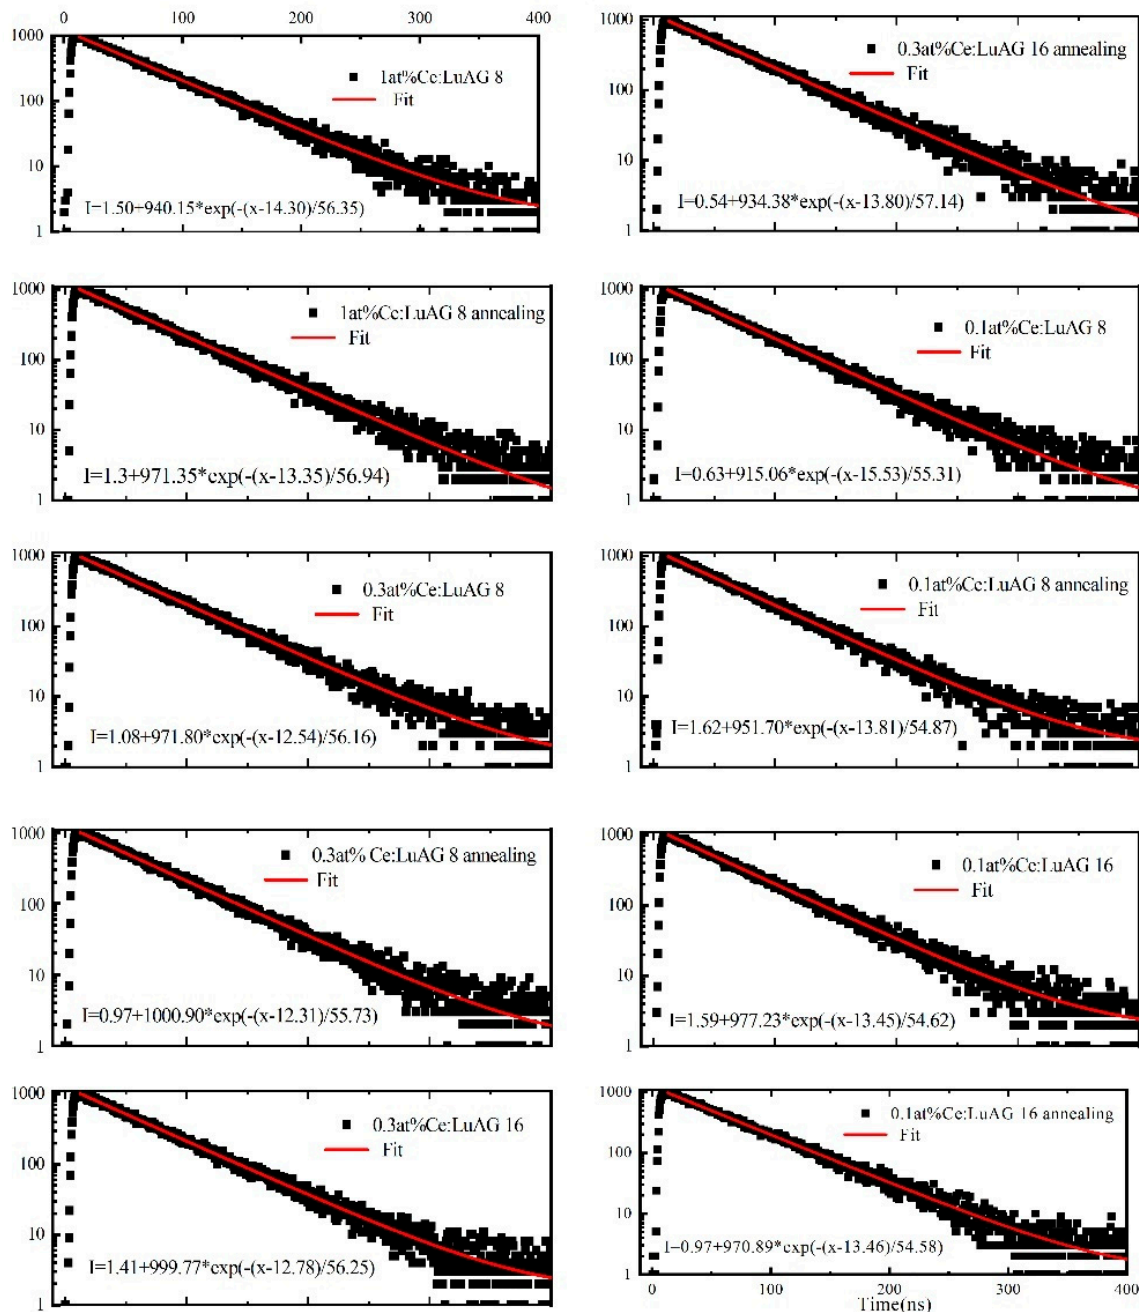 0 100 200 300 400
1000
100
10
1
1at%Ce:LuAG 8
Fit
I=1.50+940.15*exp(-(x-14.30)/56.35)
1000
100
10
1
1at%Ce:LuAG 8 annealing
Fit
I=1.3+971.35*exp(-(x-13.35)/56.94)
1000
100
10
1
0.3at%Ce:LuAG 8
Fit
I=1.08+971.80*exp(-(x-12.54)/56.16)
1000
100
10
1
0.3at% Ce:LuAG 8 annealing
Fit
I=0.97+1000.90*exp(-(x-12.31)/55.73)
1000
100
10
1
0.3at%Ce:LuAG 16
Fit
I=1.41+999.77*exp(-(x-12.78)/56.25)
1000
100
10
1
0.3at%Ce:LuAG 16 annealing
Fit
I=0.54+934.38*exp(-(x-13.80)/57.14)
1000
100
10
1
0.1at%Ce:LuAG 8
Fit
I=0.63+915.06*exp(-(x-15.53)/55.31)
1000
100
10
1
0.1at%Ce:LuAG 8 annealing
Fit
I=1.62+951.70*exp(-(x-13.81)/54.87)
1000
100
10
1
0.1at%Ce:LuAG 16
Fit
I=1.59+977.23*exp(-(x-13.45)/54.62)
1000
100
10
1
0.1at%Ce:LuAG 16 annealing
Fit
I=0.97+970.89*exp(-(x-13.46)/54.58)
0 100 200 300 400
Time(ns)